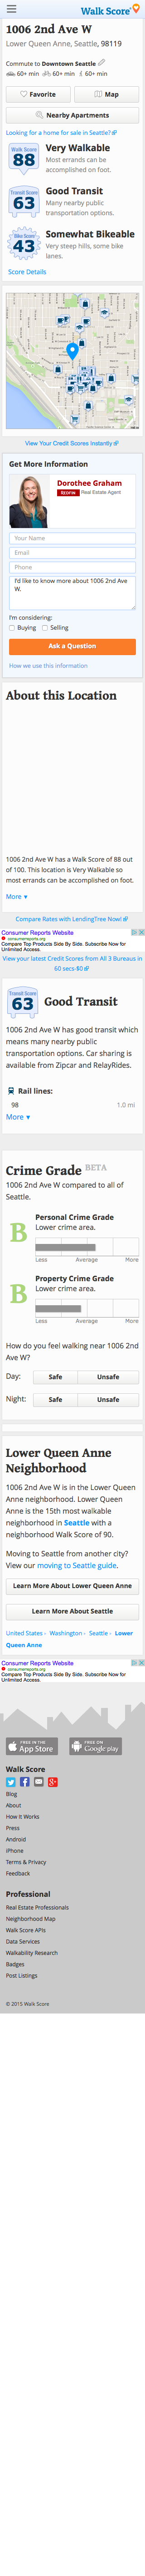 Walk Score
1006 2nd Ave W
Lower Queen Anne, Seattle, 98119
Commute to Downtown Seattle
60+ min 60+ min 60+ min
Favorite
Map
Nearby Apartments
Looking for a home for sale in Seattle?
Walk Score
88
Very Walkable
Most errands can be
accomplished on foot.
Transit Score
63
Good Transit
Many nearby public
transportation options.
Bike Score
43
Somewhat Bikeable
Very steep hills, some bike
lanes.
Score Details
View Your Credit Scores Instantly
Get More Information
Dorothee Graham
REDFIN Real Estate Agent
Your Name
Email
Phone
I'd like to know more about 1006 2nd Ave
W.
I'm considering:
Buying Selling
Ask a Question
How we use this information
About this Location
1006 2nd Ave W has a Walk Score of 88 out
of 100. This location is Very Walkable so
most errands can be accomplished on foot.
More ▼
Compare Rates with LendingTree Now!
Consumer Reports Website
consumerreports.org
Compare Top Products Side By Side. Subscribe Now for
Unlimited Access.
View your latest Credit Scores from All 3 Bureaus in
60 secs-$0
Transit Score
63
Good Transit
1006 2nd Ave W has good transit which
means many nearby public
transportation options. Car sharing is
available from Zipcar and RelayRides.
Rail lines:
98 1.0 mi
More ▼
Crime Grade BETA
1006 2nd Ave W compared to all of
Seattle.
B
Personal Crime Grade
Lower crime area.
Less Average More
B
Property Crime Grade
Lower crime area.
Less Average More
How do you feel walking near 1006 2nd
Ave W?
Day: Safe Unsafe
Night: Safe Unsafe
Lower Queen Anne
Neighborhood
1006 2nd Ave W is in the Lower Queen
Anne neighborhood. Lower Queen
Anne is the 15th most walkable
neighborhood in Seattle with a
neighborhood Walk Score of 90.
Moving to Seattle from another city?
View our moving to Seattle guide.
Learn More About Lower Queen Anne
Learn More About Seattle
United States › Washington › Seattle › Lower
Queen Anne
Consumer Reports Website
consumerreports.org
Compare Top Products Side By Side. Subscribe Now for
Unlimited Access.
FREE ON THE App Store
FREE ON Google play
Walk Score
Blog
About
How It Works
Press
Android
iPhone
Terms & Privacy
Feedback
Professional
Real Estate Professionals
Neighborhood Map
Walk Score APIs
Data Services
Walkability Research
Badges
Post Listings
© 2015 Walk Score